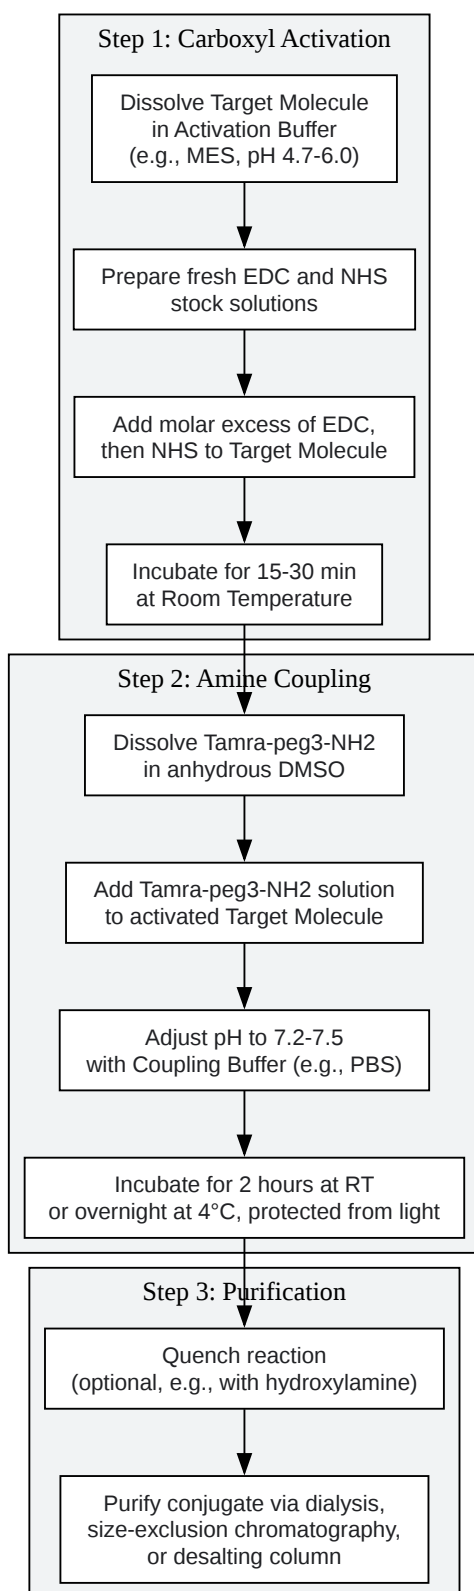 Step 1: Carboxyl Activation
Dissolve Target Molecule
in Activation Buffer
(e.g., MES, pH 4.7-6.0)
Prepare fresh EDC and NHS
stock solutions
Add molar excess of EDC,
then NHS to Target Molecule
Incubate for 15-30 min
at Room Temperature
Step 2: Amine Coupling
Dissolve Tamra-peg3-NH2
in anhydrous DMSO
Add Tamra-peg3-NH2 solution
to activated Target Molecule
Adjust pH to 7.2-7.5
with Coupling Buffer (e.g., PBS)
Incubate for 2 hours at RT
or overnight at 4°C, protected from light
Step 3: Purification
Quench reaction
(optional, e.g., with hydroxylamine)
Purify conjugate via dialysis,
size-exclusion chromatography,
or desalting column